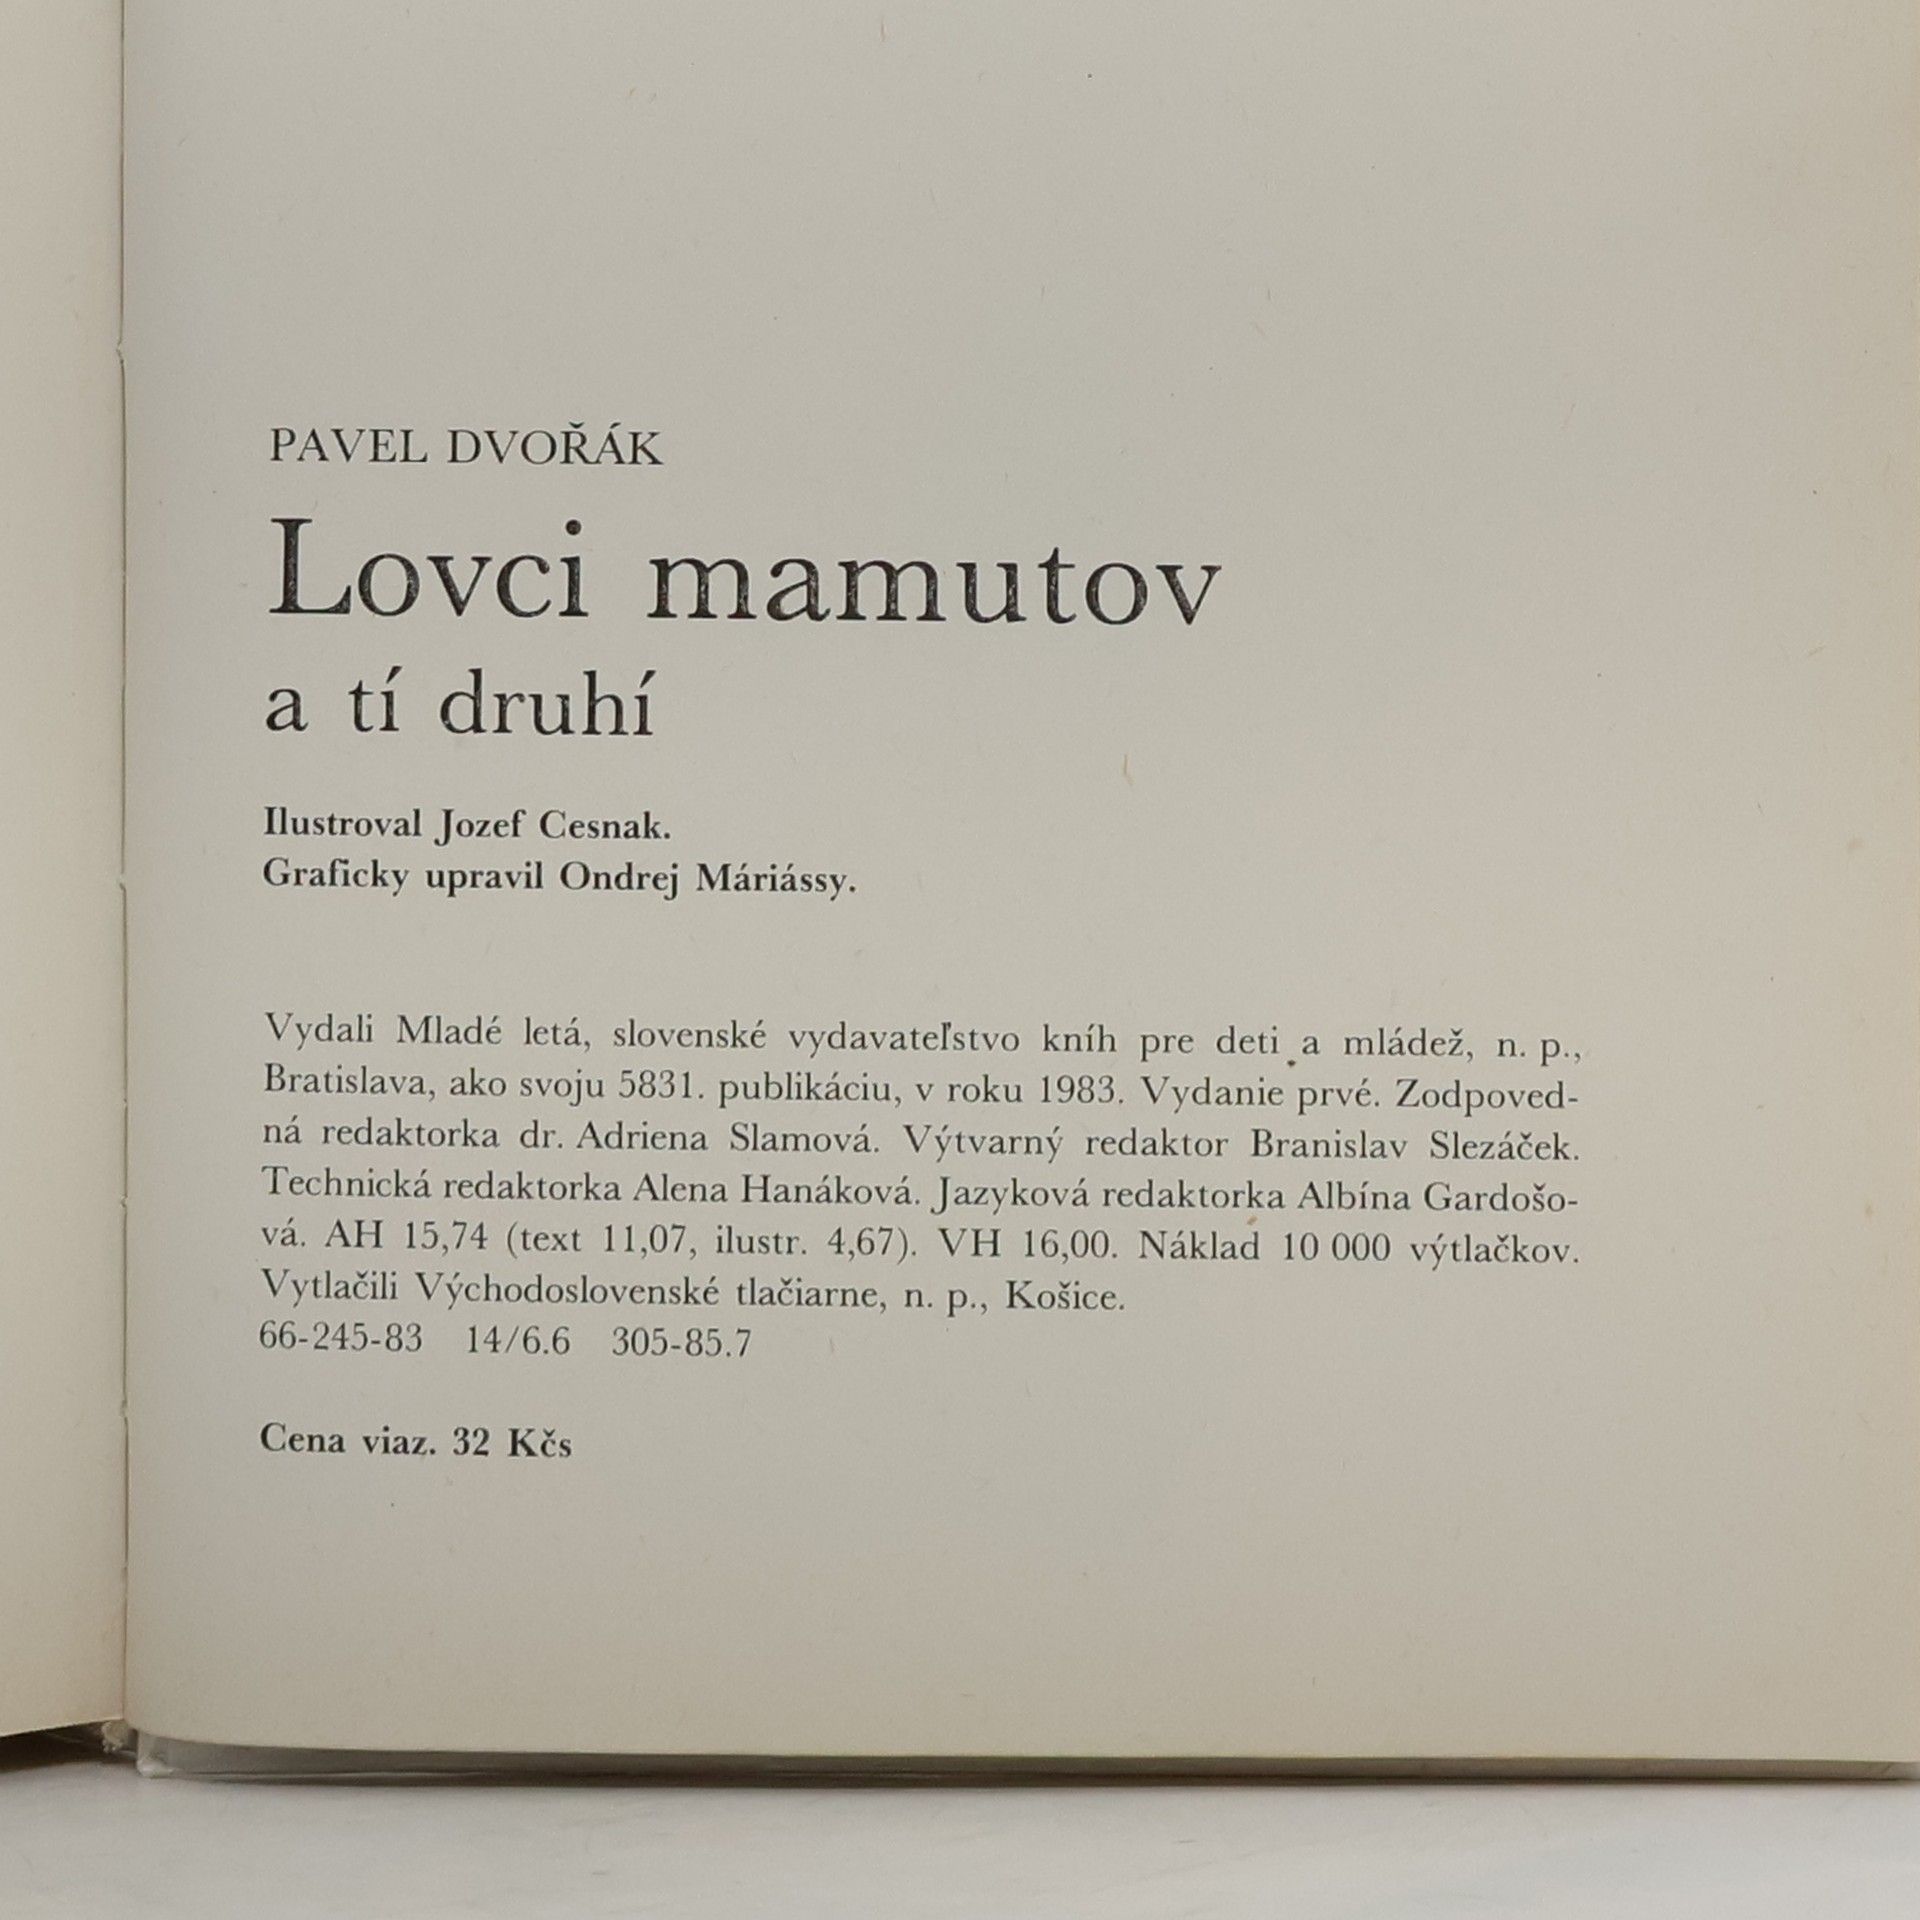 PAVEL DVOŘÁK
Lovci mamutov
a tí druhí
Ilustroval Jozef Cesnak.
Graficky upravil Ondrej Máriássy.
Vydali Mladé letá, slovenské vydavateľstvo kníh pre deti a mládež, n. p.,
Bratislava, ako svoju 5831. publikáciu, v roku 1983. Vydanie prvé. Zodpoved-
ná redaktorka dr. Adriena Slamová. Výtvarný redaktor Branislav Slezáček.
Technická redaktorka Alena Hanáková. Jazyková redaktorka Albína Gardošo-
vá. AH 15,74 (text 11,07, ilustr. 4,67). VH 16,00. Náklad 10 000 výtlačkov.
Vytlačili Východoslovenské tlačiarne, n. p., Košice.
66-245-83 14/6.6 305-85.7
Cena viaz. 32 Kčs